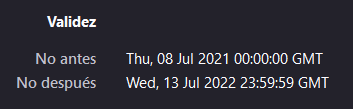 Validez
No antes Thu, 08 Jul 2021 00:00:00 GMT
No después Wed, 13 Jul 2022 23:59:59 GMT